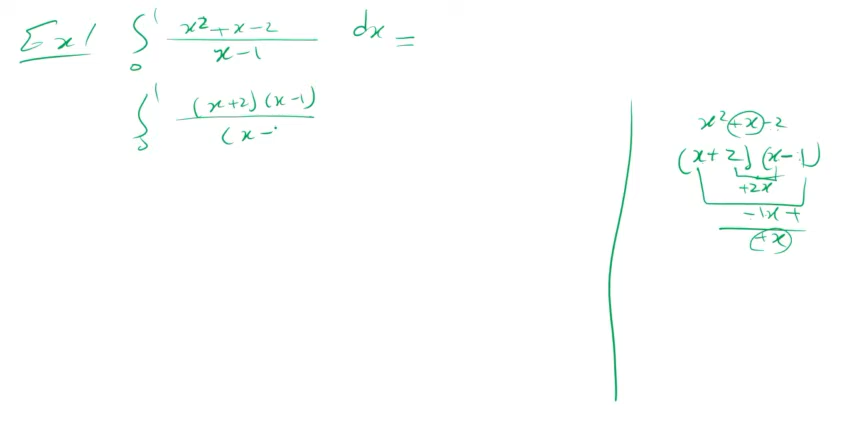 Ex1 ∫₀¹ (x²+x-2)/(x-1) dx =
∫₀¹ (x+2)(x-1)/(x-
x²+x-2
(x+2)(x-1)
+2x
-1x+
+x